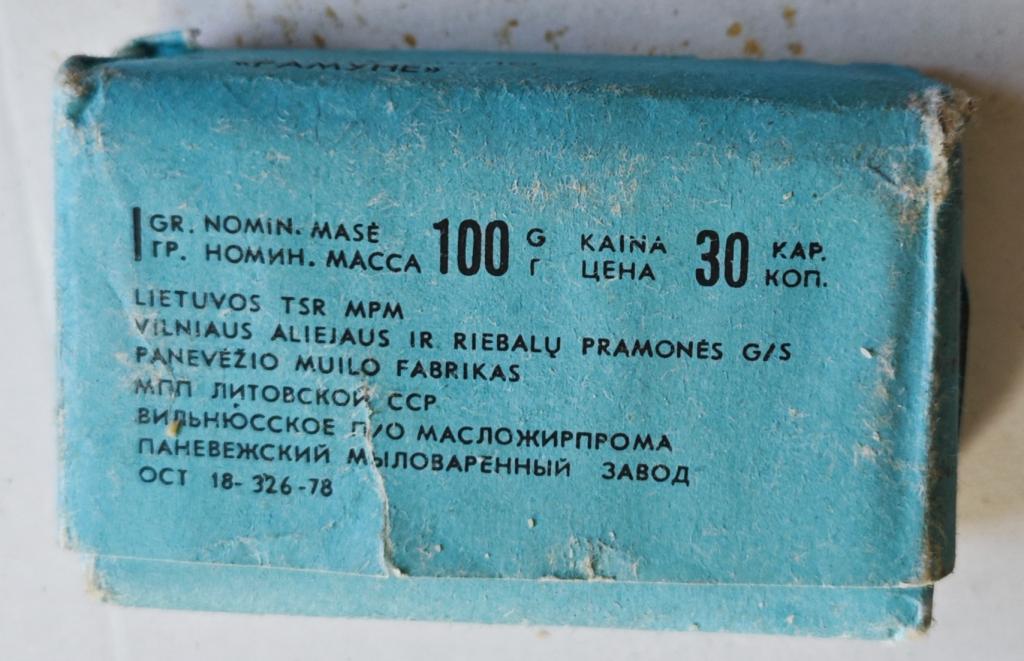 «РАМУНЕ»
GR. NOMIN. MASĖ 100 G KAINA 30 KAP.
ГР. НОМИН. МАССА Г ЦЕНА КОП.
LIETUVOS TSR MPM
VILNIAUS ALIEJAUS IR RIEBALŲ PRAMONĖS G/S
PANEVĖŽIO MUILO FABRIKAS
МПП ЛИТОВСКОЙ ССР
ВИЛЬНЮССКОЕ П/О МАСЛОЖИРПРОМА
ПАНЕВЕЖСКИЙ МЫЛОВАРЕННЫЙ ЗАВОД
ОСТ 18-326-78